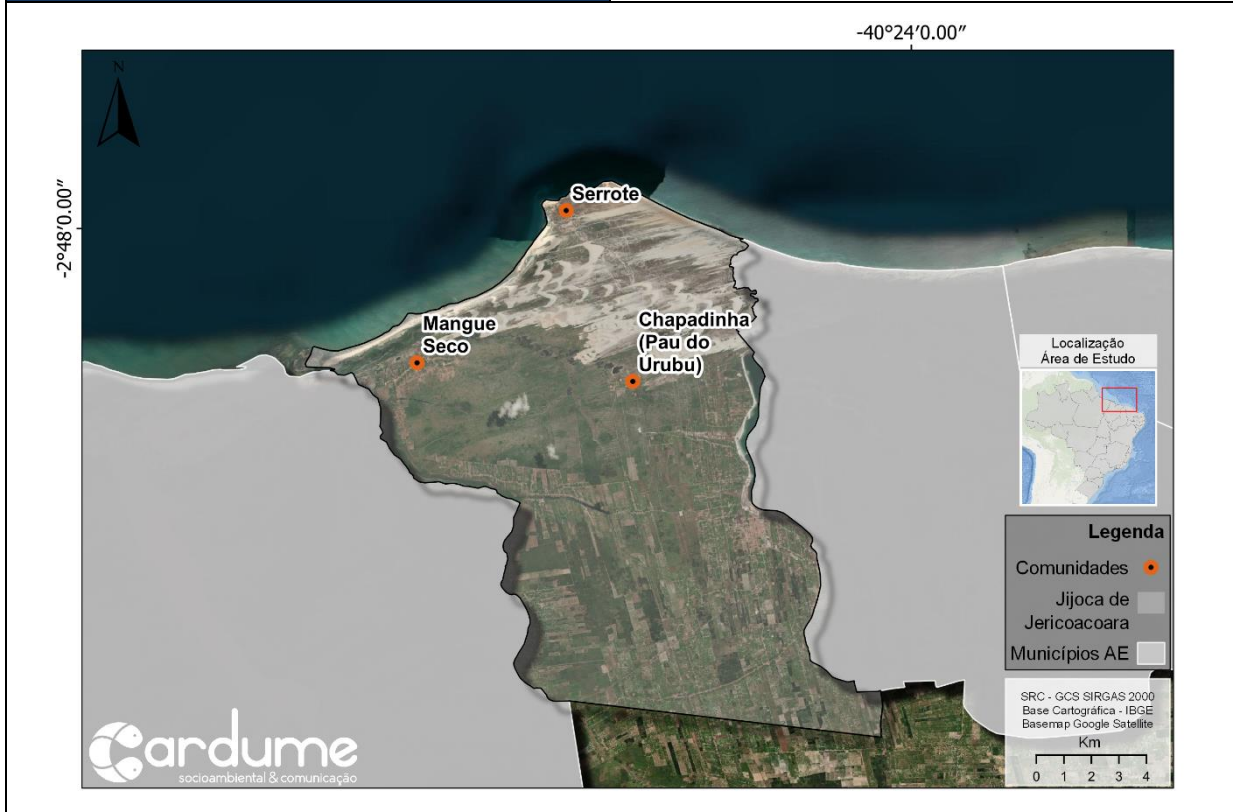 -40°24'0.00"
N
-2°48'0.00"
Serrote
Mangue
Seco
Chapadinha
(Pau do
Urubu)
Localização
Área de Estudo
Legenda
Comunidades
Jijoca de
Jericoacoara
Municípios AE
SRC - GCS SIRGAS 2000
Base Cartográfica - IBGE
Basemap Google Satellite
Km
0 1 2 3 4
Cardume
socioambiental & comunicação